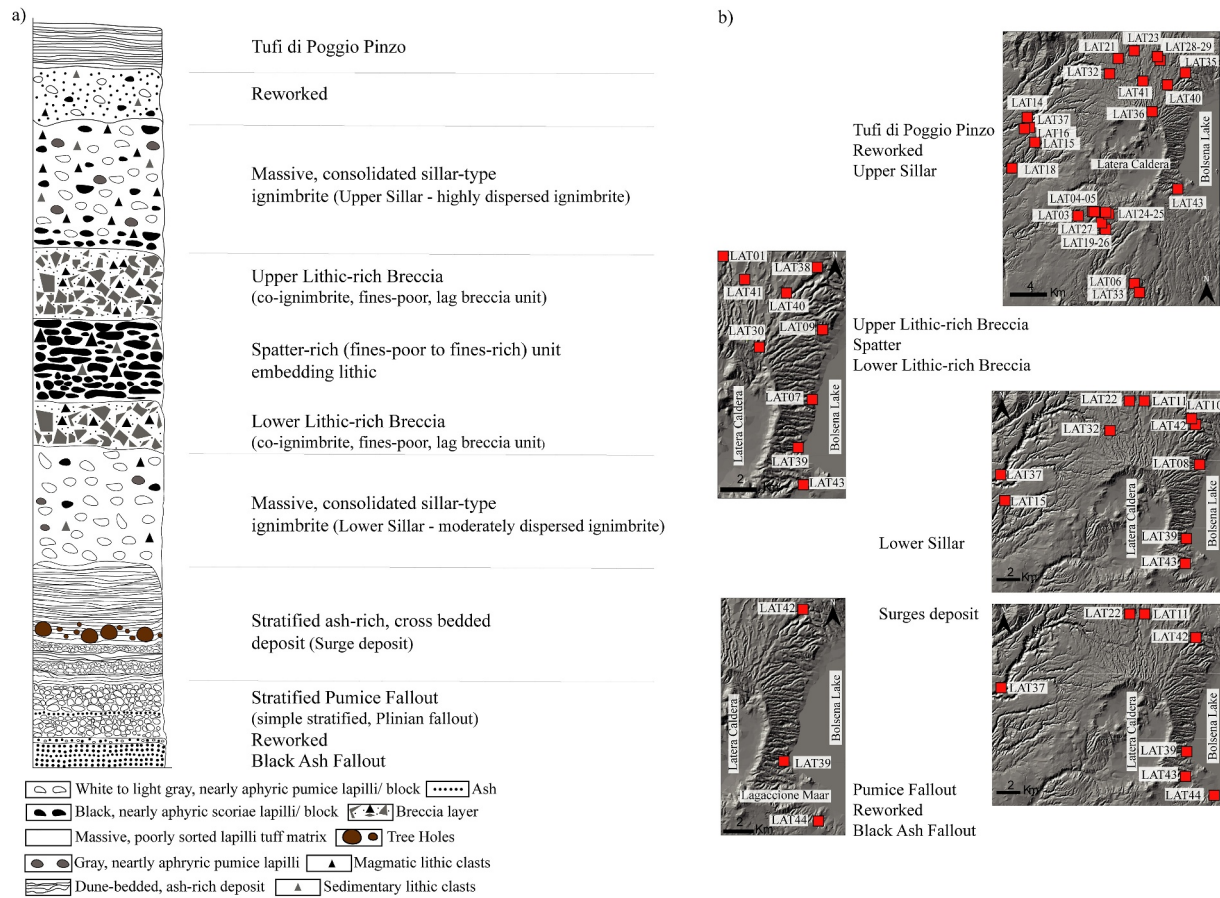 a)
Tufi di Poggio Pinzo
Reworked
Massive, consolidated sillar-type
ignimbrite (Upper Sillar - highly dispersed ignimbrite)
Upper Lithic-rich Breccia
(co-ignimbrite, fines-poor, lag breccia unit)
Spatter-rich (fines-poor to fines-rich) unit
embedding lithic
Lower Lithic-rich Breccia
(co-ignimbrite, fines-poor, lag breccia unit)
Massive, consolidated sillar-type
ignimbrite (Lower Sillar - moderately dispersed ignimbrite)
Stratified ash-rich, cross bedded
deposit (Surge deposit)
Stratified Pumice Fallout
(simple stratified, Plinian fallout)
Reworked
Black Ash Fallout
White to light gray, nearly aphyric pumice lapilli/ block
Ash
Black, nearly aphyric scoriae lapilli/ block
Breccia layer
Massive, poorly sorted lapilli tuff matrix
Tree Holes
Gray, neartly aphryric pumice lapilli
Magmatic lithic clasts
Dune-bedded, ash-rich deposit
Sedimentary lithic clasts
b)
Tufi di Poggio Pinzo
Reworked
Upper Sillar
LAT23
LAT21
LAT28-29
LAT35
LAT32
LAT41
LAT40
LAT14
LAT36
LAT37
LAT16
LAT15
Bolsena Lake
Latera Caldera
LAT18
LAT43
LAT04-05
LAT03
LAT24-25
LAT27
LAT19-26
LAT06
LAT33
4 Km
N
LAT01
LAT38
LAT41
LAT40
LAT30
LAT09
LAT07
Latera Caldera
Bolsena Lake
LAT39
LAT43
2 Km
Upper Lithic-rich Breccia
Spatter
Lower Lithic-rich Breccia
LAT22
LAT11
LAT10
LAT32
LAT42
LAT08
LAT37
LAT15
Latera Caldera
Bolsena Lake
LAT39
LAT43
2 Km
Lower Sillar
Surges deposit
LAT22
LAT11
LAT42
LAT37
Latera Caldera
Bolsena Lake
LAT39
LAT43
LAT44
2 Km
LAT42
Latera Caldera
Bolsena Lake
LAT39
Lagaccione Maar
LAT44
2 Km
Pumice Fallout
Reworked
Black Ash Fallout